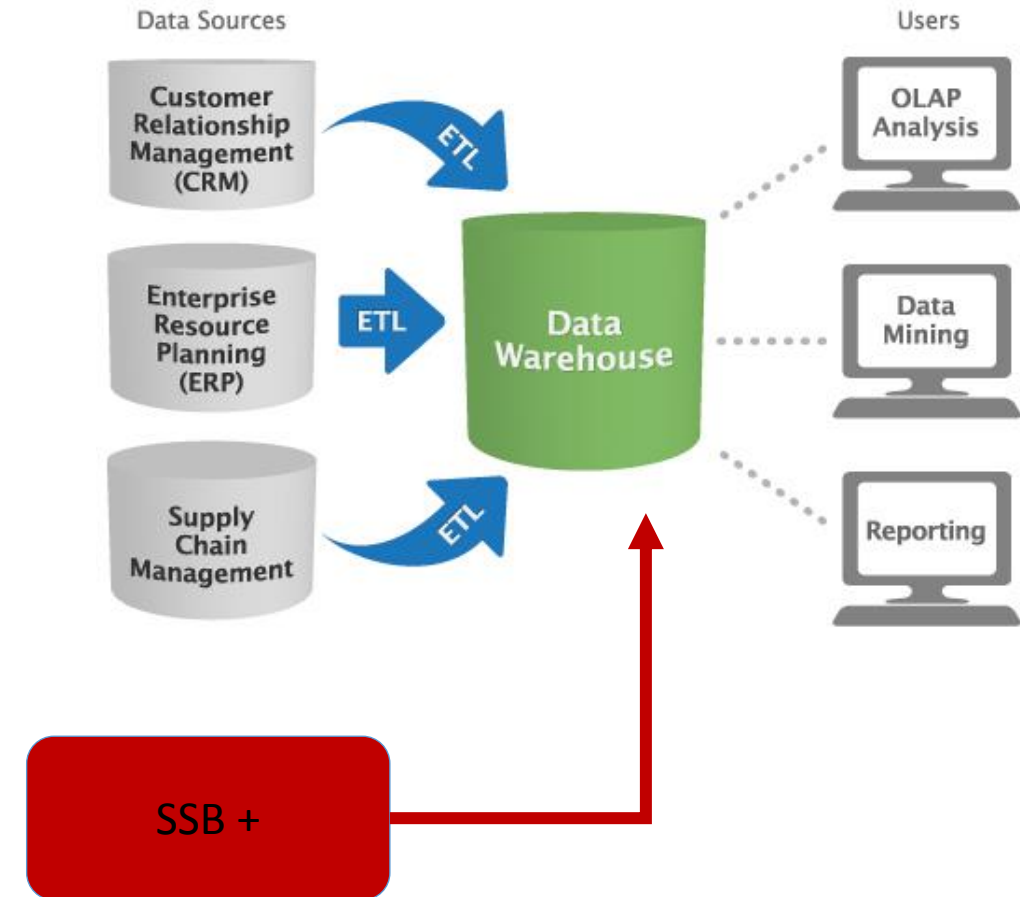 Data Sources
Users
Customer
Relationship
Management
(CRM)
ETL
OLAP
Analysis
Enterprise
Resource
Planning
(ERP)
ETL
Data
Warehouse
Data
Mining
Supply
Chain
Management
ETL
Reporting
SSB +